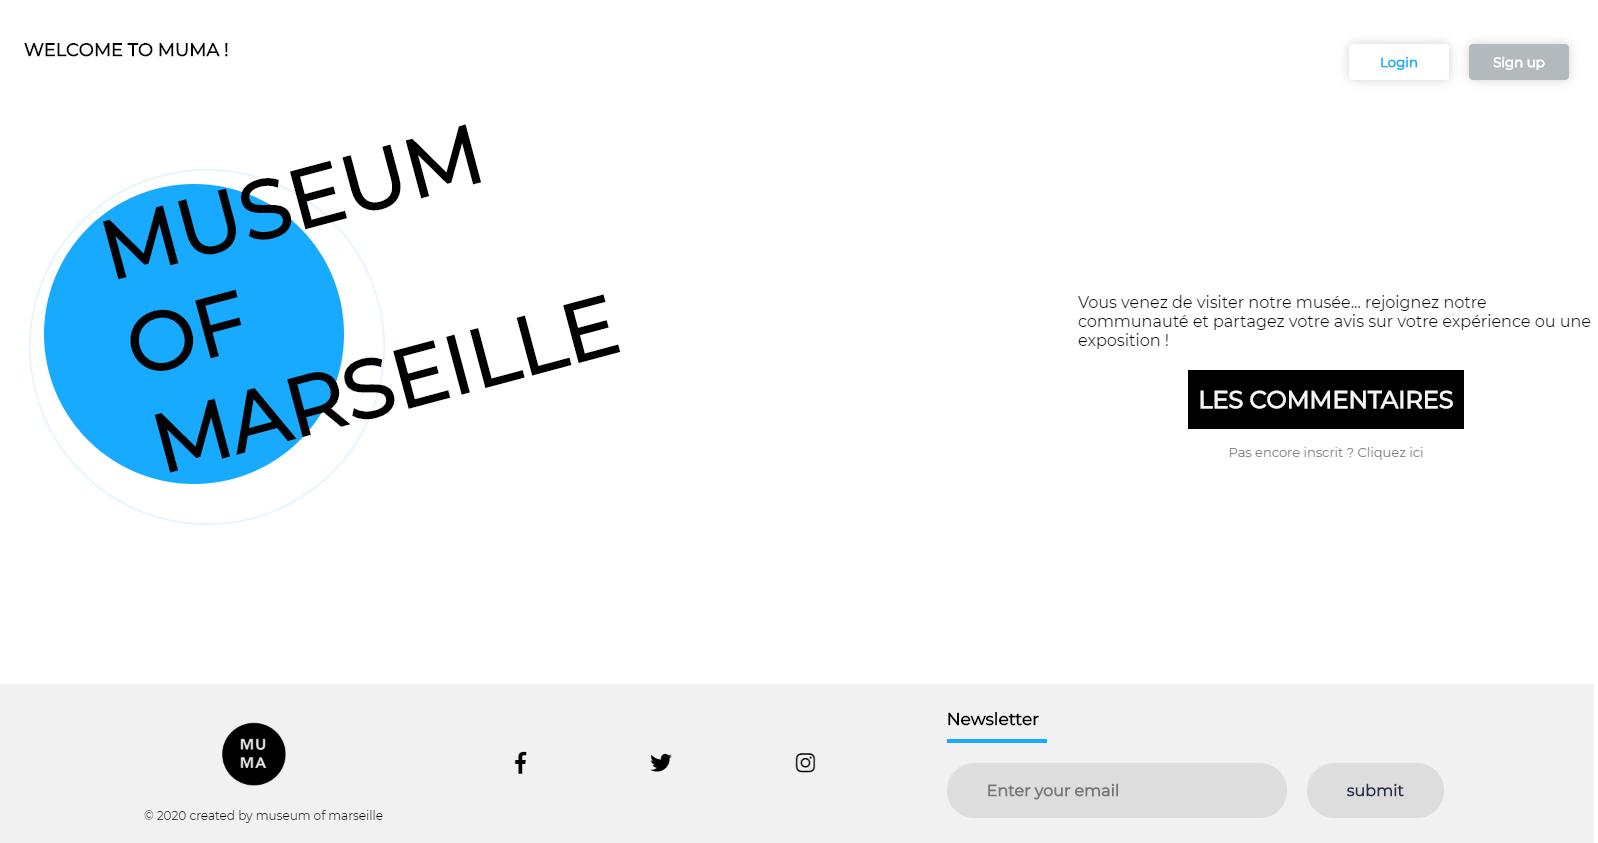 WELCOME TO MUMA !
Login
Sign up
MUSEUM
OF
MARSEILLE
Vous venez de visiter notre musée... rejoignez notre
communauté et partagez votre avis sur votre expérience ou une
exposition !
LES COMMENTAIRES
Pas encore inscrit ? Cliquez ici
MU
MA
© 2020 created by museum of marseille
Newsletter
Enter your email
submit